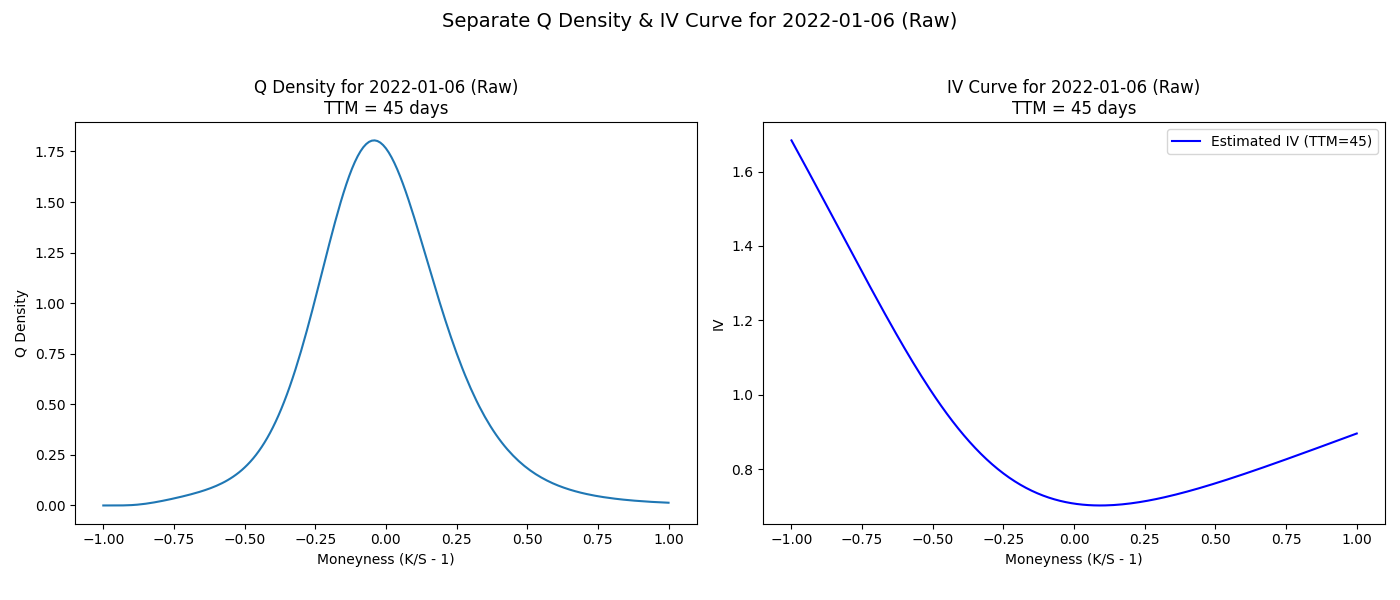 Separate Q Density & IV Curve for 2022-01-06 (Raw)
Q Density for 2022-01-06 (Raw)
TTM = 45 days
1.75
1.50
1.25
1.00
0.75
0.50
0.25
0.00
Q Density
−1.00 −0.75 −0.50 −0.25 0.00 0.25 0.50 0.75 1.00
Moneyness (K/S - 1)
IV Curve for 2022-01-06 (Raw)
TTM = 45 days
Estimated IV (TTM=45)
1.6
1.4
1.2
1.0
0.8
IV
−1.00 −0.75 −0.50 −0.25 0.00 0.25 0.50 0.75 1.00
Moneyness (K/S - 1)